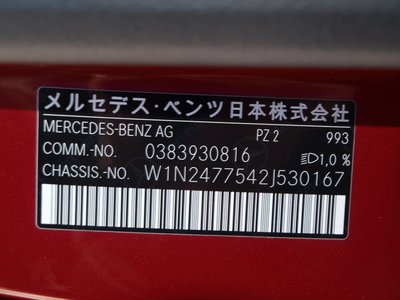 メルセデス・ベンツ日本株式会社
MERCEDES-BENZ AG PZ 2 993
COMM.-NO. 0383930816 1,0 %
CHASSIS.-NO. W1N2477542J530167